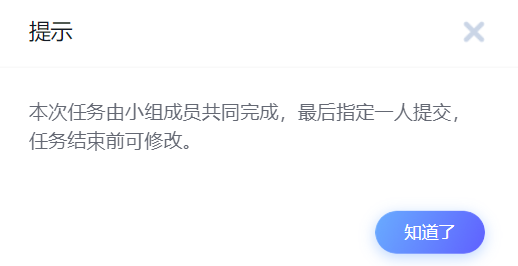 提示
本次任务由小组成员共同完成，最后指定一人提交，
任务结束前可修改。
知道了